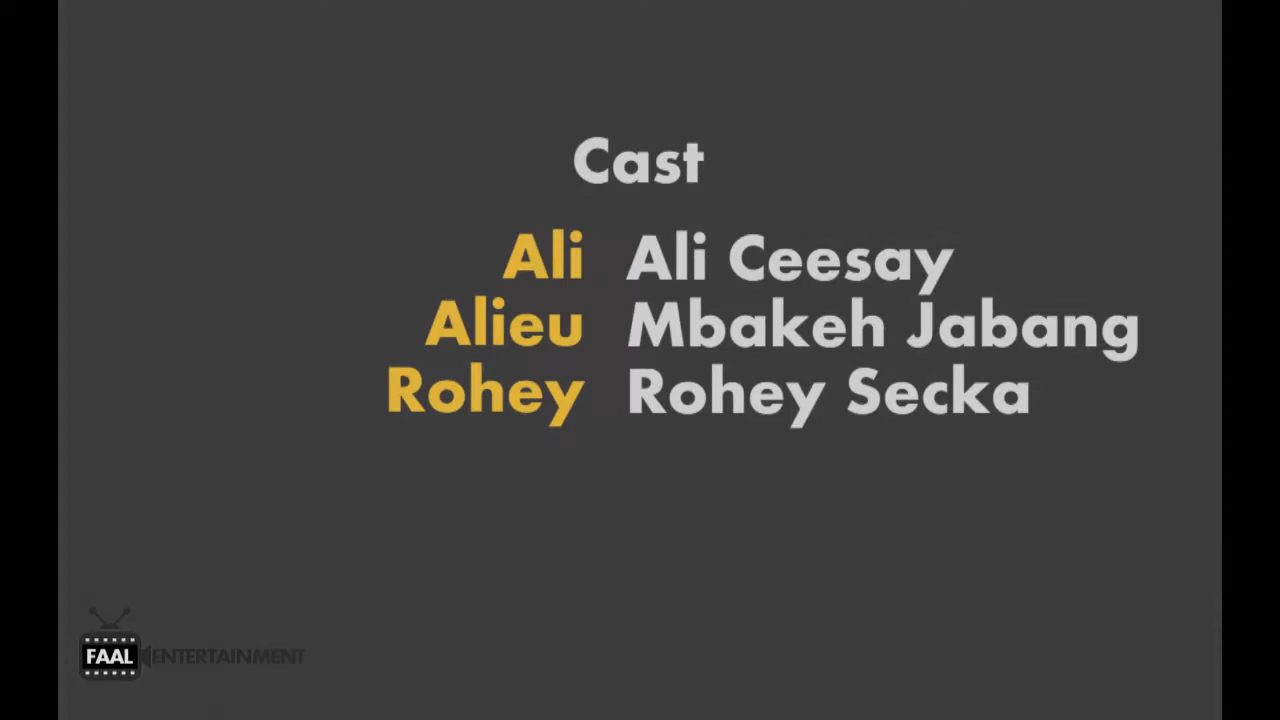 Cast
Ali Ali Ceesay
Alieu Mbakeh Jabang
Rohey Rohey Secka
FAAL ENTERTAINMENT